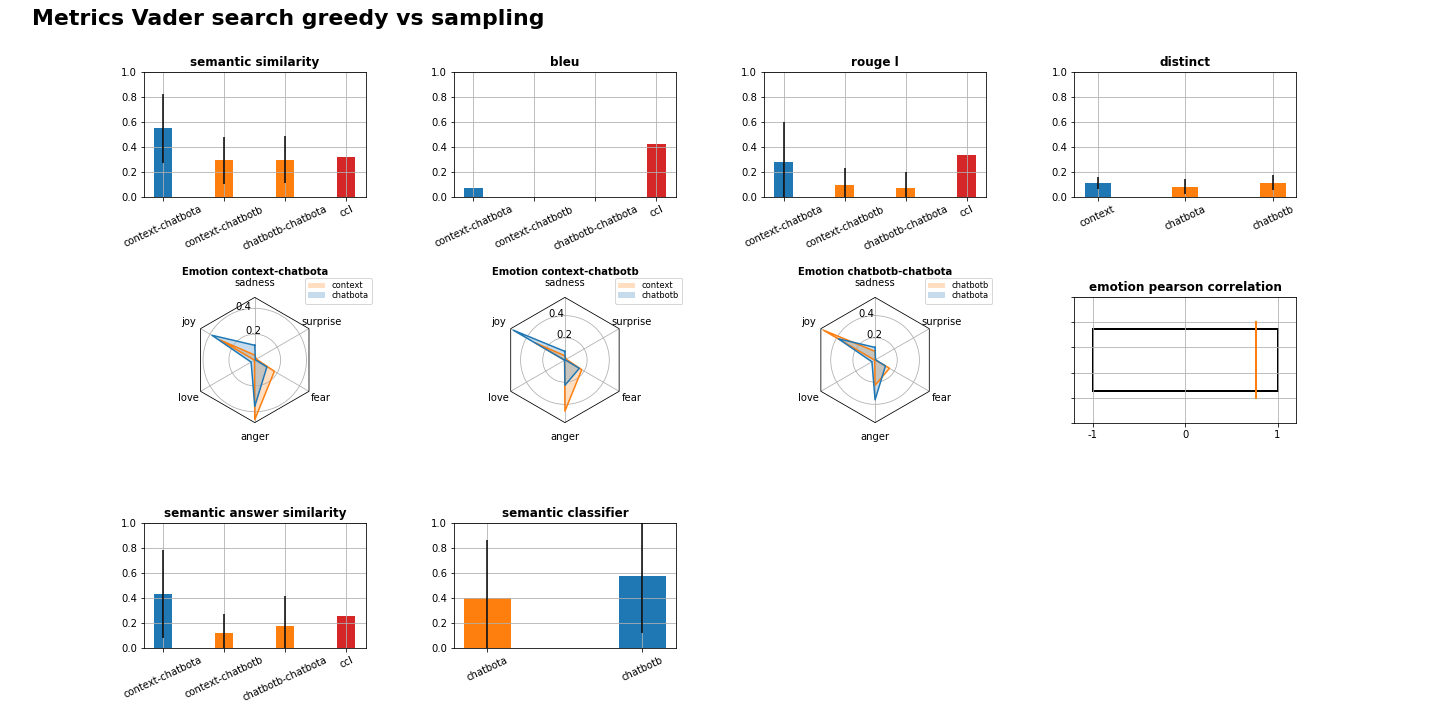 Metrics Vader search greedy vs sampling
semantic similarity
1.0
0.8
0.6
0.4
0.2
0.0
context-chatbota
context-chatbotb
chatbotb-chatbota
ccl
bleu
1.0
0.8
0.6
0.4
0.2
0.0
context-chatbota
context-chatbotb
chatbotb-chatbota
ccl
rouge l
1.0
0.8
0.6
0.4
0.2
0.0
context-chatbota
context-chatbotb
chatbotb-chatbota
ccl
distinct
1.0
0.8
0.6
0.4
0.2
0.0
context
chatbota
chatbotb
Emotion context-chatbota
sadness
context
chatbota
0.4
0.2
joy
surprise
love
fear
anger
Emotion context-chatbotb
sadness
context
chatbotb
0.4
0.2
joy
surprise
love
fear
anger
Emotion chatbotb-chatbota
sadness
chatbotb
chatbota
0.4
0.2
joy
surprise
love
fear
anger
emotion pearson correlation
-1
0
1
semantic answer similarity
1.0
0.8
0.6
0.4
0.2
0.0
context-chatbota
context-chatbotb
chatbotb-chatbota
ccl
semantic classifier
1.0
0.8
0.6
0.4
0.2
0.0
chatbota
chatbotb